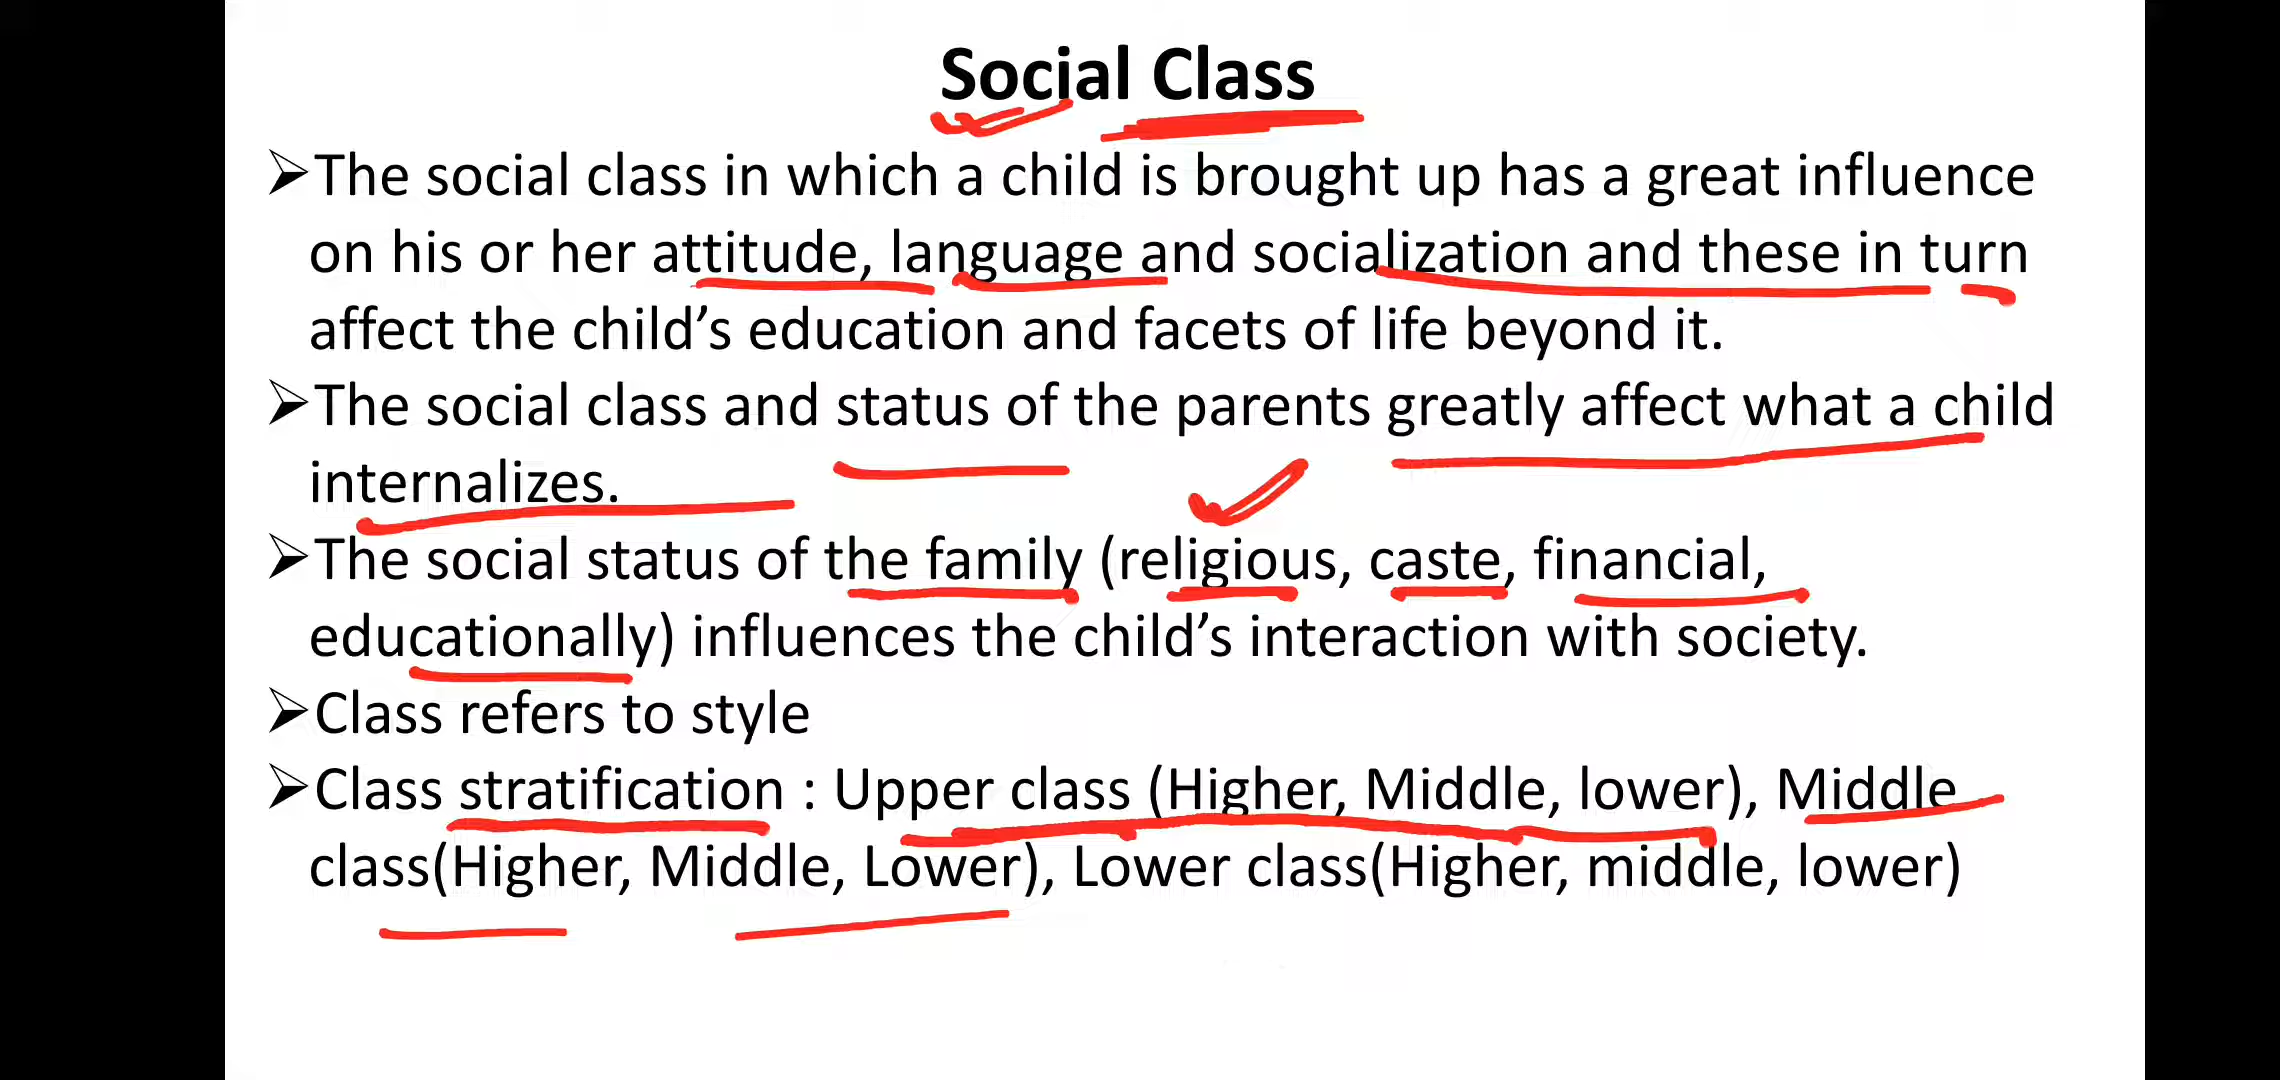 Social Class
➢The social class in which a child is brought up has a great influence
on his or her attitude, language and socialization and these in turn
affect the child’s education and facets of life beyond it.
➢The social class and status of the parents greatly affect what a child
internalizes.
➢The social status of the family (religious, caste, financial,
educationally) influences the child’s interaction with society.
➢Class refers to style
➢Class stratification : Upper class (Higher, Middle, lower), Middle
class(Higher, Middle, Lower), Lower class(Higher, middle, lower)